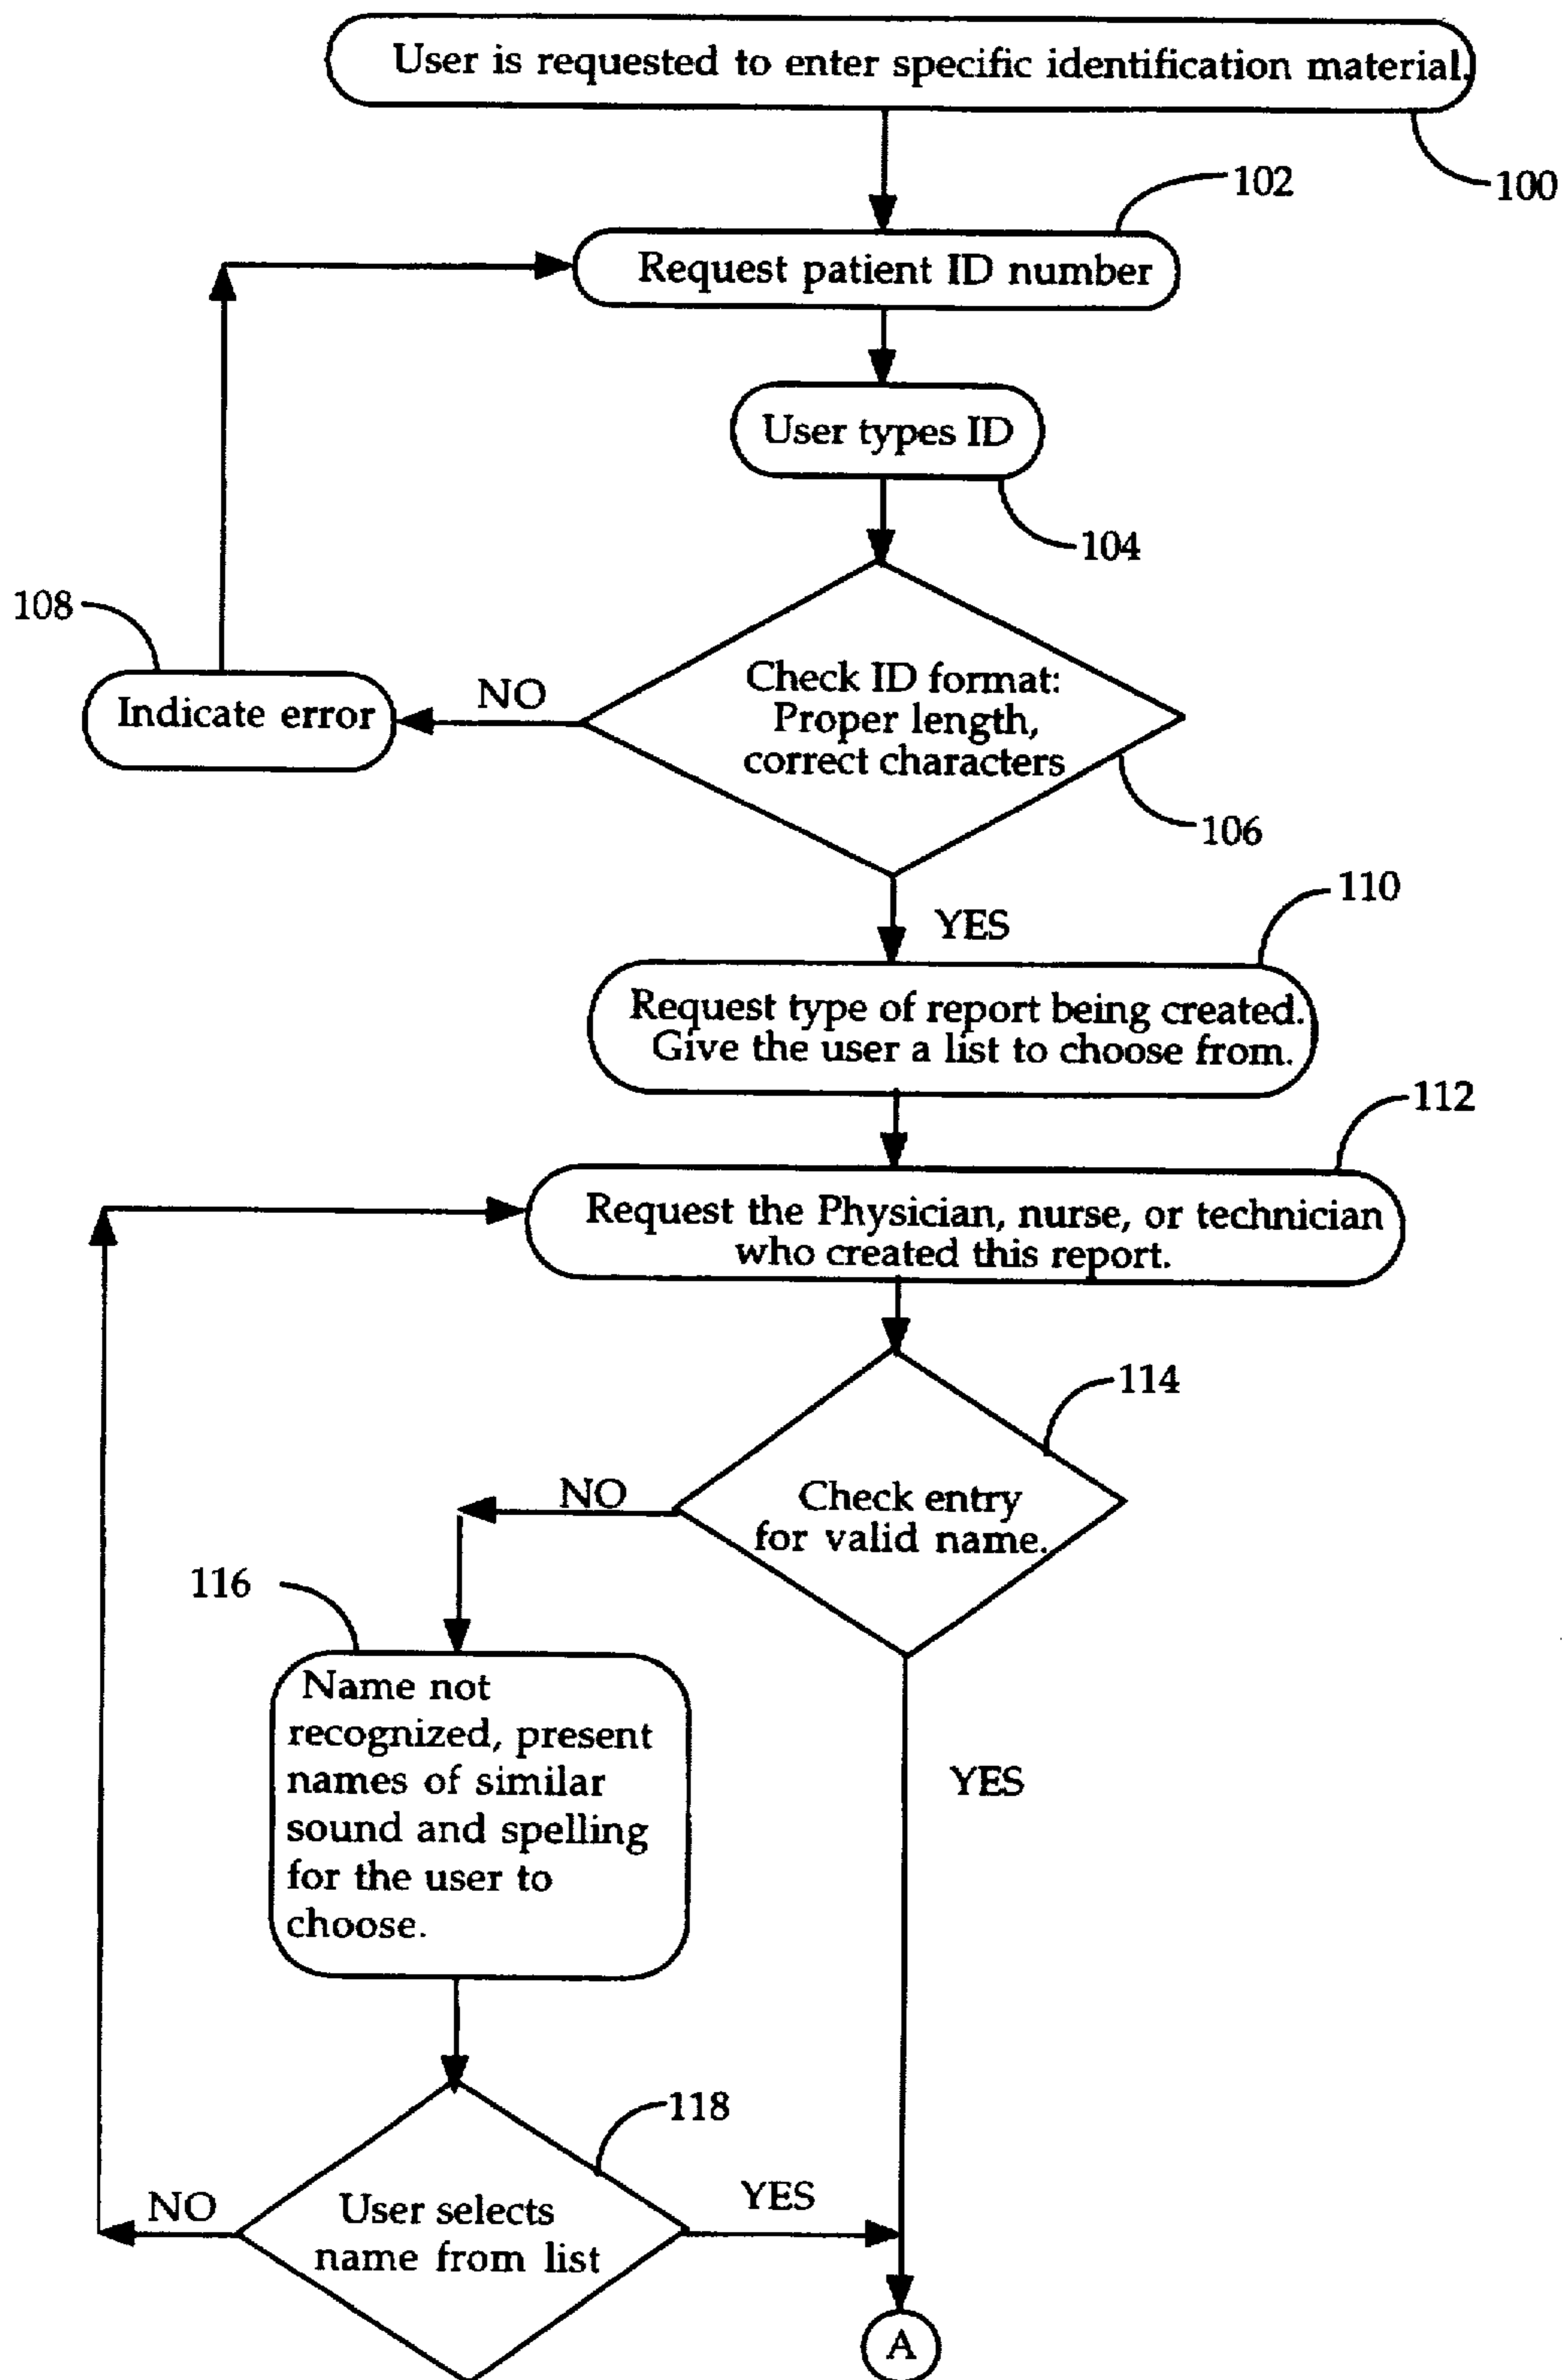 User is requested to enter specific identification material.
100
102
Request patient ID number
User types ID
104
108
Indicate error
NO
Check ID format:
Proper length,
correct characters
106
YES
110
Request type of report being created.
Give the user a list to choose from.
112
Request the Physician, nurse, or technician
who created this report.
114
NO
Check entry
for valid name.
116
Name not
recognized, present
names of similar
sound and spelling
for the user to
choose.
YES
118
NO
User selects
name from list
YES
A